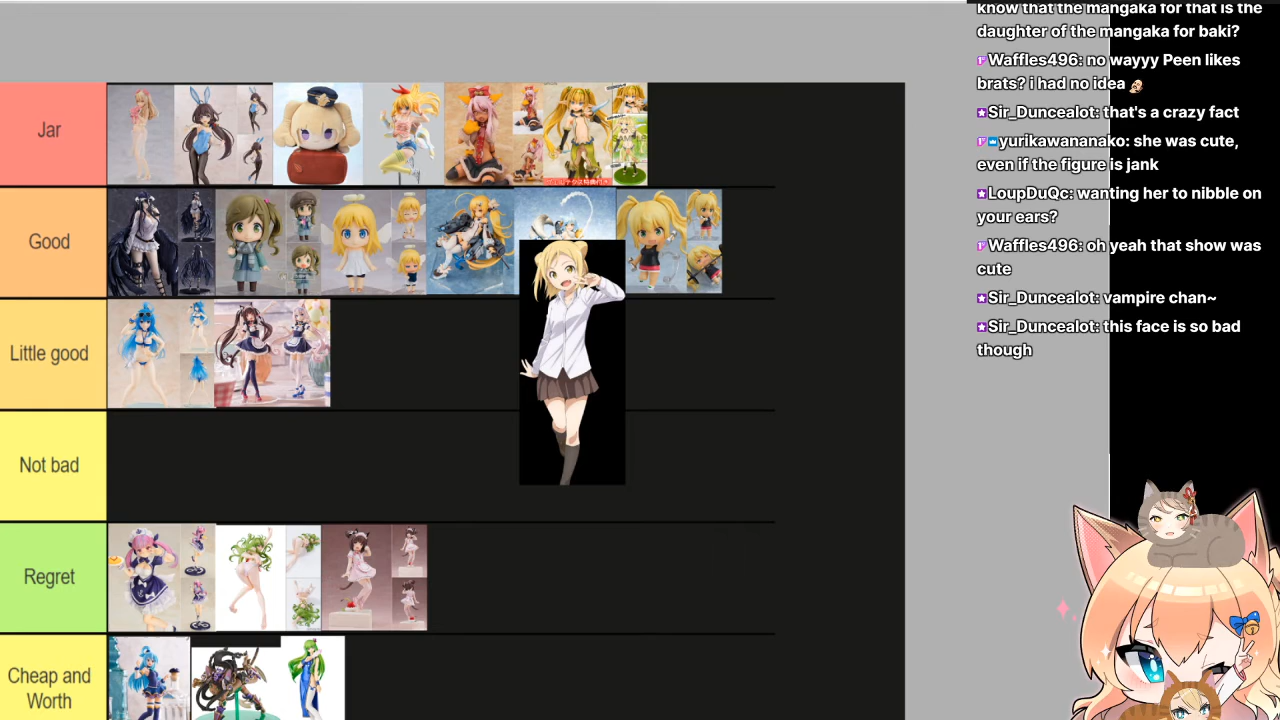 know that the mangaka for that is the
daughter of the mangaka for baki?
Waffles496: no wayyy Peen likes
brats? i had no idea
Sir_Duncealot: that's a crazy fact
yurikawananako: she was cute,
even if the figure is jank
LoupDuQc: wanting her to nibble on
your ears?
Waffles496: oh yeah that show was
cute
Sir_Duncealot: vampire chan~
Sir_Duncealot: this face is so bad
though
Jar
Good
Little good
Not bad
Regret
Cheap and
Worth